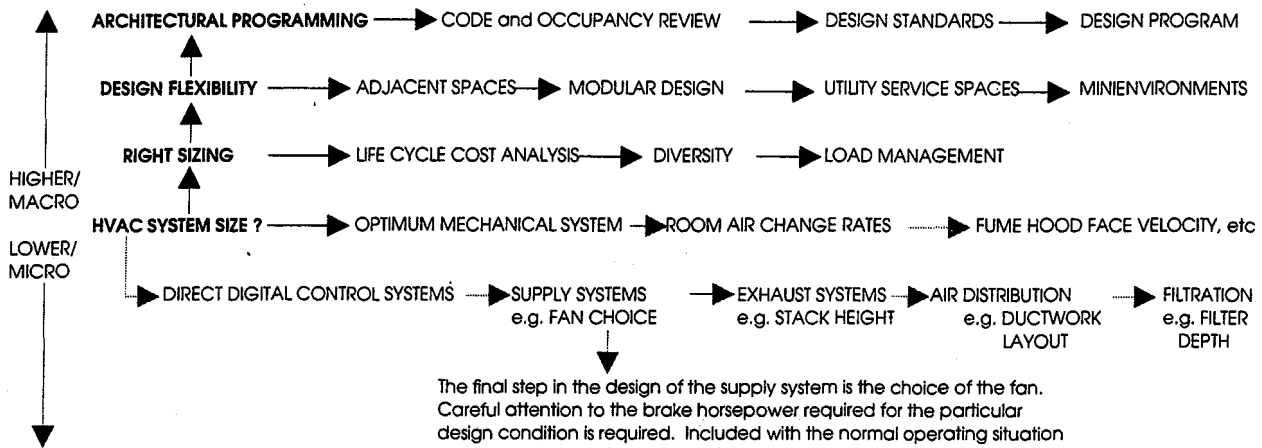 ARCHITECTURAL PROGRAMMING CODE and OCCUPANCY REVIEW DESIGN STANDARDS DESIGN PROGRAM
DESIGN FLEXIBILITY ADJACENT SPACES MODULAR DESIGN UTILITY SERVICE SPACES MINIENVIRONMENTS
RIGHT SIZING LIFE CYCLE COST ANALYSIS DIVERSITY LOAD MANAGEMENT
HIGHER/
MACRO
HVAC SYSTEM SIZE ? OPTIMUM MECHANICAL SYSTEM ROOM AIR CHANGE RATES FUME HOOD FACE VELOCITY, etc
LOWER/
MICRO
DIRECT DIGITAL CONTROL SYSTEMS SUPPLY SYSTEMS EXHAUST SYSTEMS AIR DISTRIBUTION FILTRATION
e.g. FAN CHOICE e.g. STACK HEIGHT e.g. DUCTWORK e.g. FILTER
LAYOUT DEPTH
The final step in the design of the supply system is the choice of the fan.
Careful attention to the brake horsepower required for the particular
design condition is required. Included with the normal operating situation